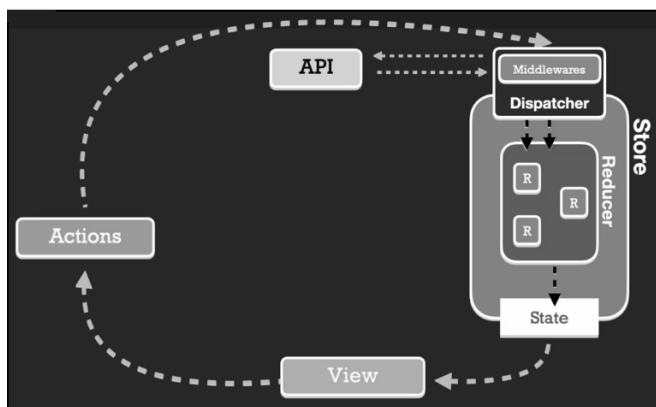 API
Middlewares
Dispatcher
Store
Reducer
R
R
R
Actions
State
View